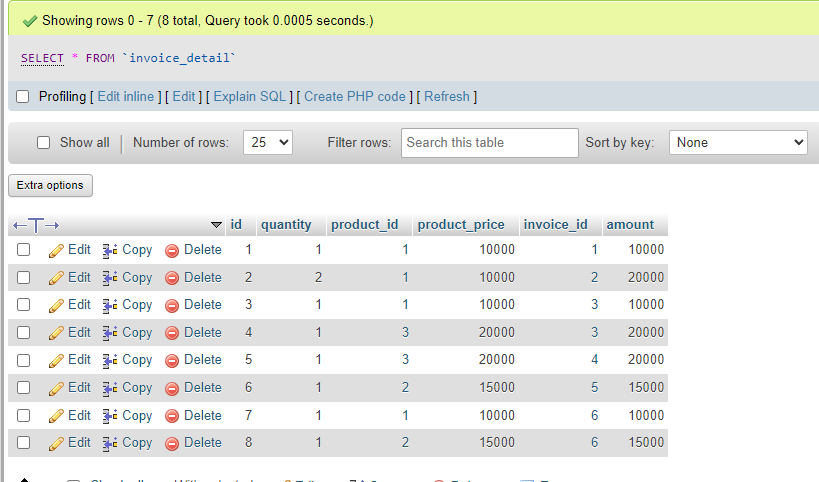 Showing rows 0 - 7 (8 total, Query took 0.0005 seconds.)
SELECT * FROM `invoice_detail`
Profiling [ Edit inline ] [ Edit ] [ Explain SQL ] [ Create PHP code ] [ Refresh ]
Show all | Number of rows: 25 Filter rows: Search this table Sort by key: None
Extra options
←T→ id quantity product_id product_price invoice_id amount
Edit Copy Delete 1 1 1 10000 1 10000
Edit Copy Delete 2 2 1 10000 2 20000
Edit Copy Delete 3 1 1 10000 3 10000
Edit Copy Delete 4 1 3 20000 3 20000
Edit Copy Delete 5 1 3 20000 4 20000
Edit Copy Delete 6 1 2 15000 5 15000
Edit Copy Delete 7 1 1 10000 6 10000
Edit Copy Delete 8 1 2 15000 6 15000